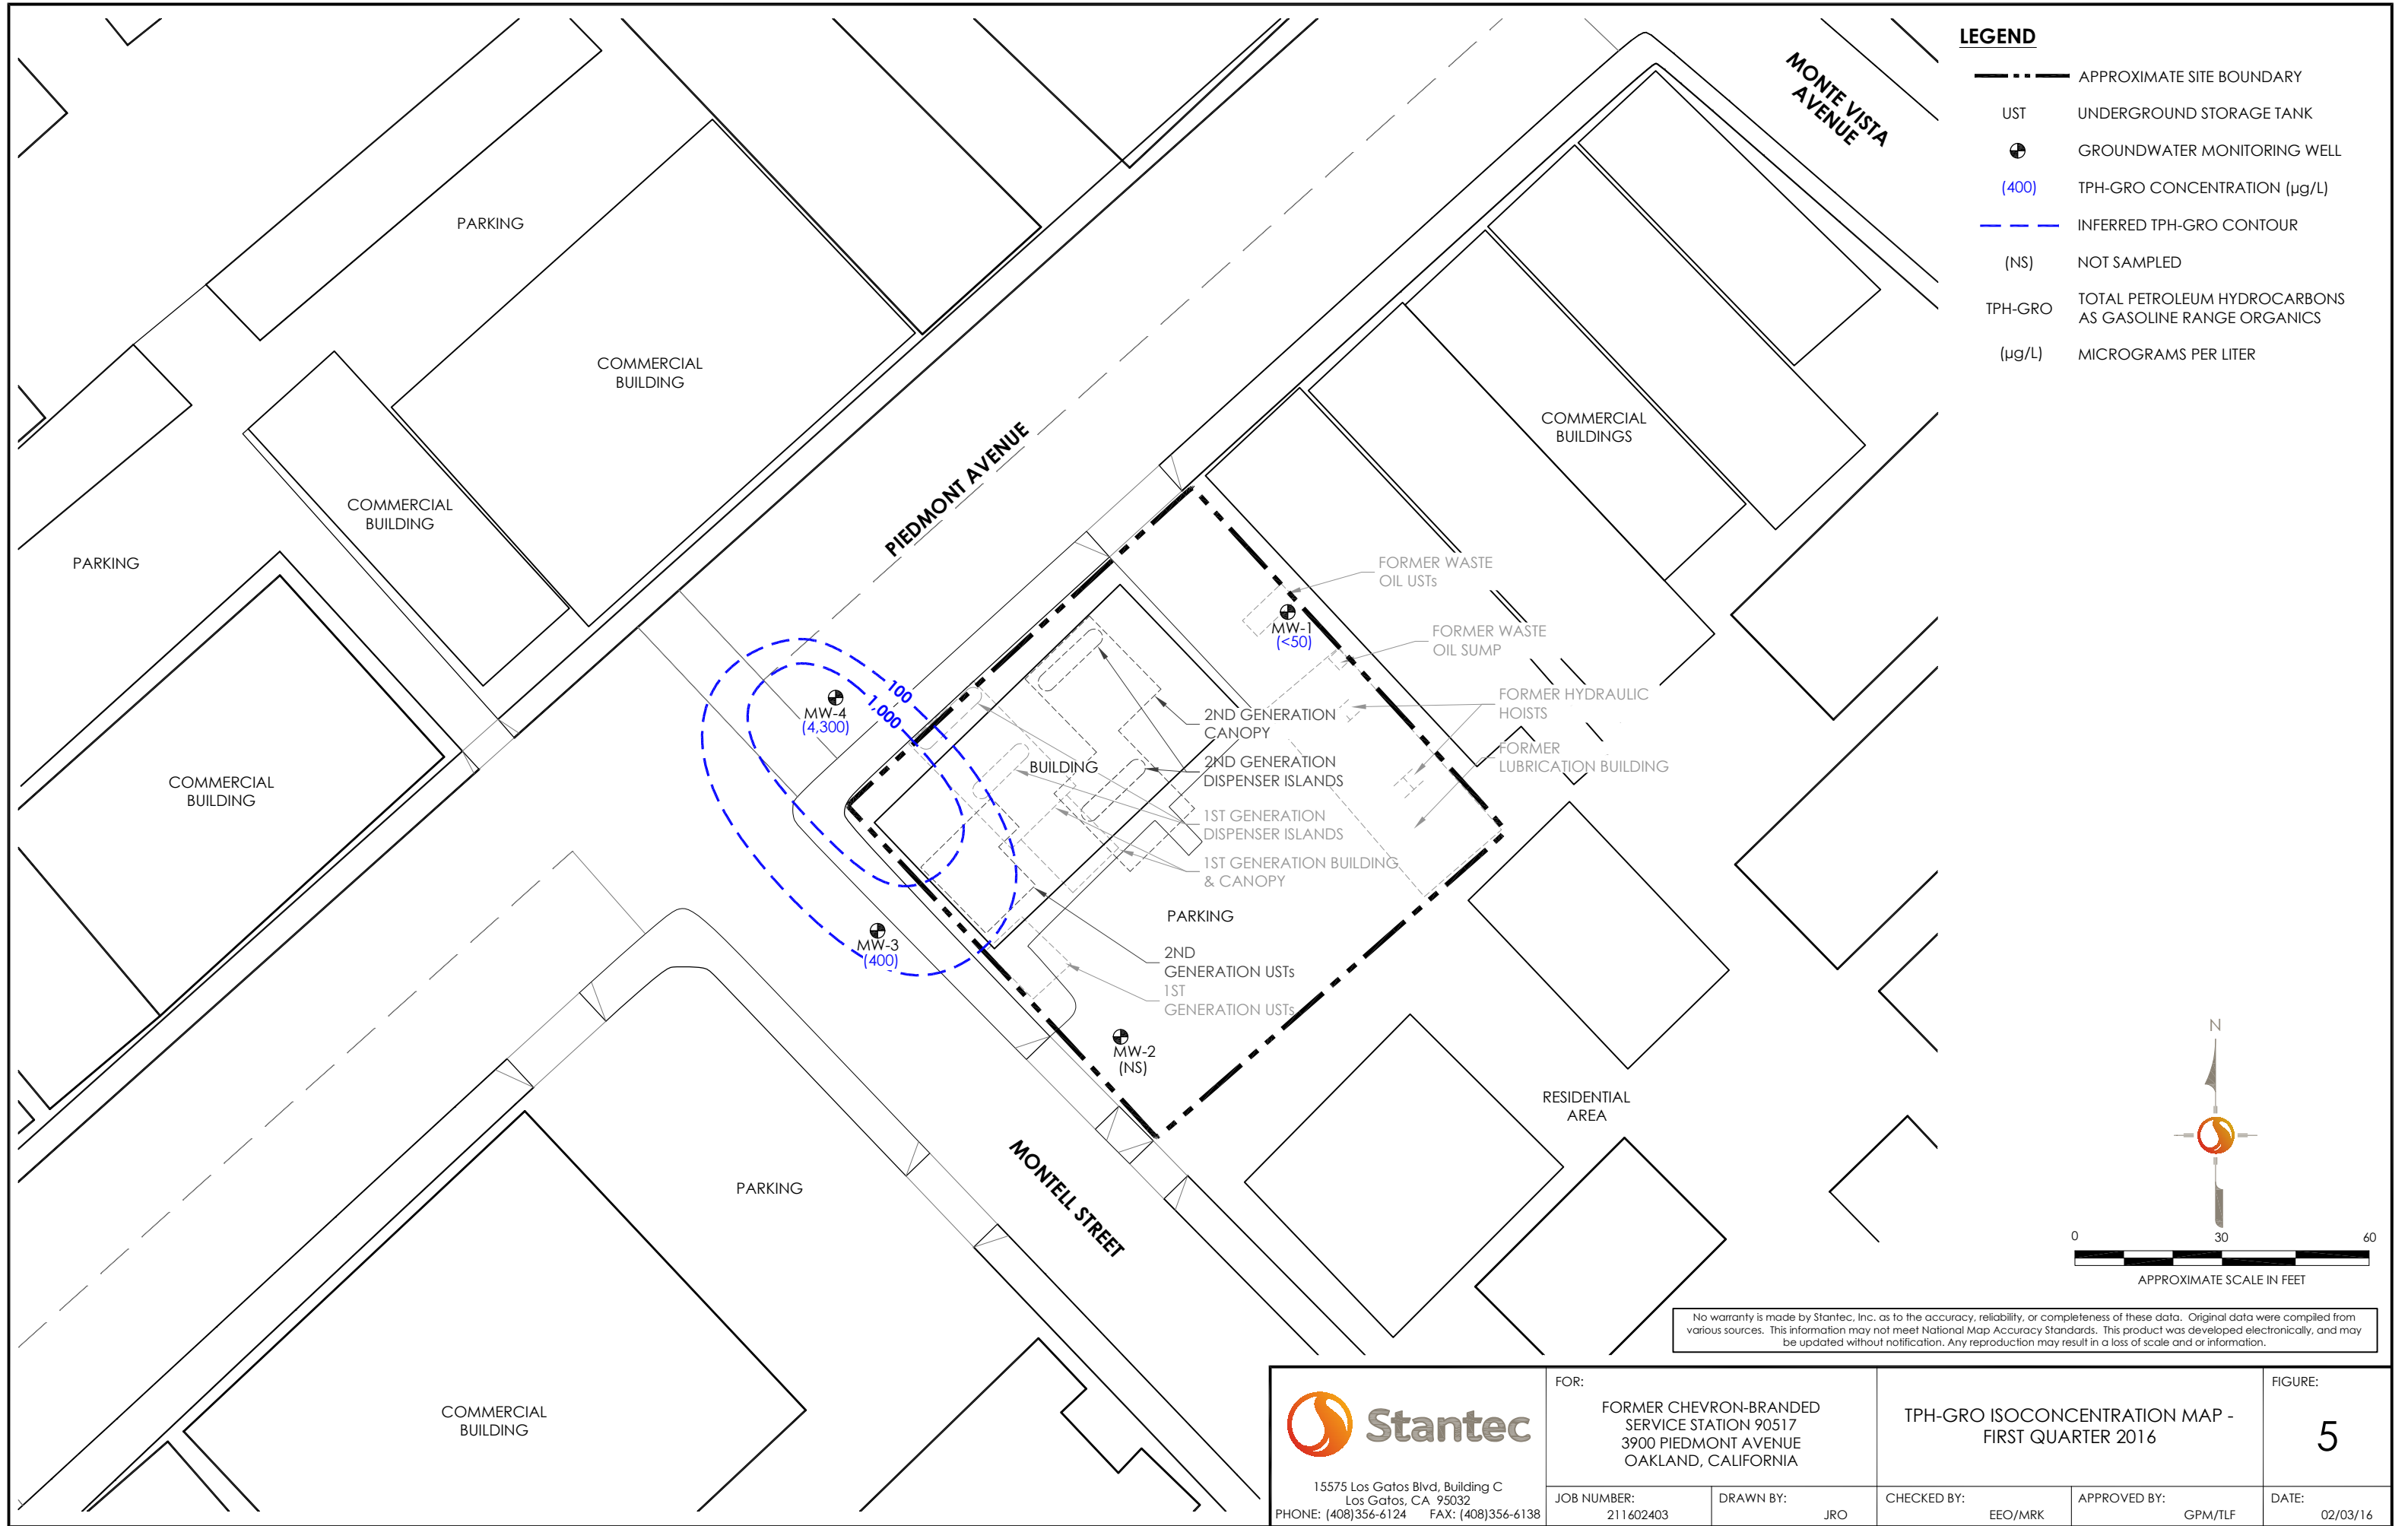 LEGEND
APPROXIMATE SITE BOUNDARY
UST UNDERGROUND STORAGE TANK
GROUNDWATER MONITORING WELL
(400) TPH-GRO CONCENTRATION (µg/L)
INFERRED TPH-GRO CONTOUR
(NS) NOT SAMPLED
TPH-GRO TOTAL PETROLEUM HYDROCARBONS
AS GASOLINE RANGE ORGANICS
(µg/L) MICROGRAMS PER LITER
MONTE VISTA
AVENUE
PARKING
COMMERCIAL
BUILDING
COMMERCIAL
BUILDINGS
PIEDMONT AVENUE
COMMERCIAL
BUILDING
PARKING
FORMER WASTE
OIL USTs
MW-1
(<50)
FORMER WASTE
OIL SUMP
FORMER HYDRAULIC
HOISTS
FORMER
LUBRICATION BUILDING
100
1,000
MW-4
(4,300)
2ND GENERATION
CANOPY
BUILDING
2ND GENERATION
DISPENSER ISLANDS
1ST GENERATION
DISPENSER ISLANDS
1ST GENERATION BUILDING
& CANOPY
COMMERCIAL
BUILDING
PARKING
MW-3
(400)
2ND
GENERATION USTs
1ST
GENERATION USTs
MW-2
(NS)
RESIDENTIAL
AREA
MONTELL STREET
PARKING
COMMERCIAL
BUILDING
N
0 30 60
APPROXIMATE SCALE IN FEET
No warranty is made by Stantec, Inc. as to the accuracy, reliability, or completeness of these data. Original data were compiled from
various sources. This information may not meet National Map Accuracy Standards. This product was developed electronically, and may
be updated without notification. Any reproduction may result in a loss of scale and or information.
Stantec
15575 Los Gatos Blvd, Building C
Los Gatos, CA 95032
PHONE: (408)356-6124 FAX: (408)356-6138
FOR:
FORMER CHEVRON-BRANDED
SERVICE STATION 90517
3900 PIEDMONT AVENUE
OAKLAND, CALIFORNIA
TPH-GRO ISOCONCENTRATION MAP -
FIRST QUARTER 2016
FIGURE:
5
JOB NUMBER:
211602403
DRAWN BY:
JRO
CHECKED BY:
EEO/MRK
APPROVED BY:
GPM/TLF
DATE:
02/03/16